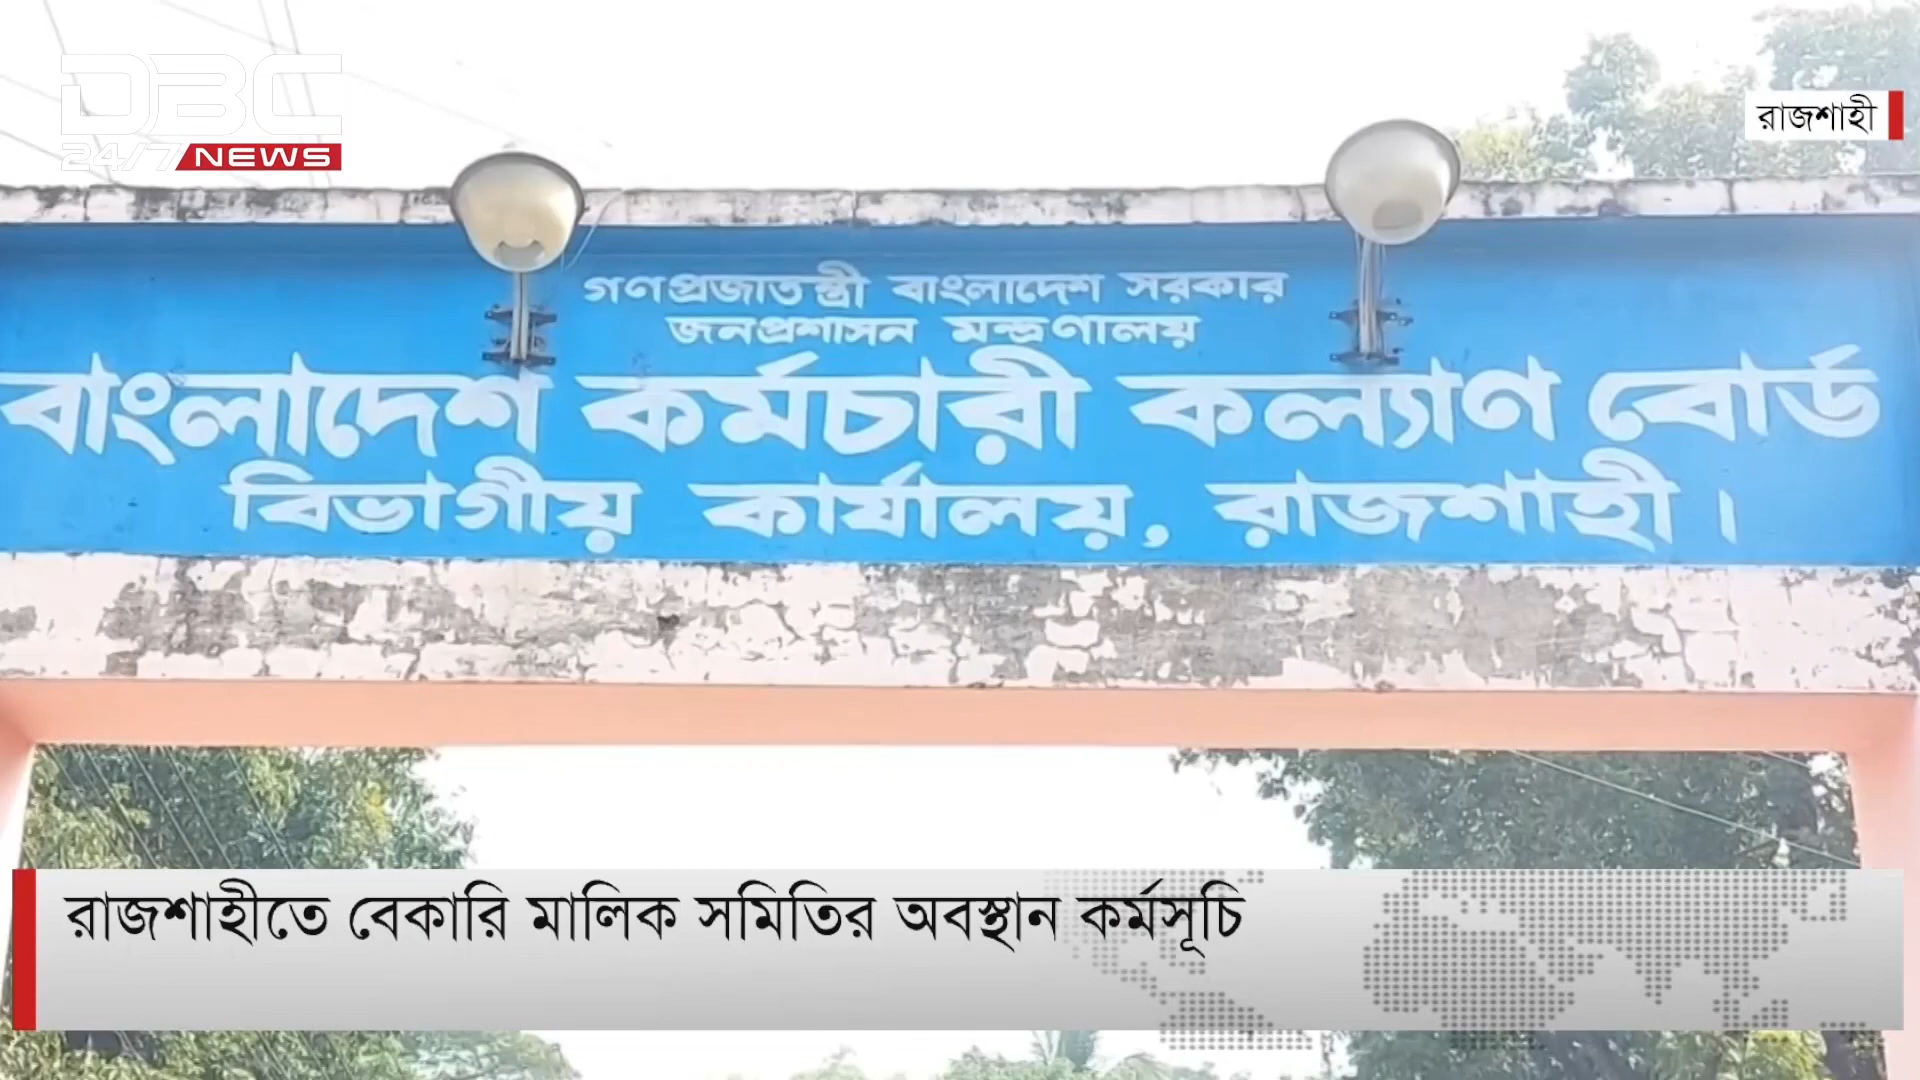 DBC
24/7 NEWS
রাজশাহী
গণপ্রজাতন্ত্রী বাংলাদেশ সরকার
জনপ্রশাসন মন্ত্রণালয়
বাংলাদেশ কর্মচারী কল্যাণ বোর্ড
বিভাগীয় কার্যালয়, রাজশাহী।
রাজশাহীতে বেকারি মালিক সমিতির অবস্থান কর্মসূচি